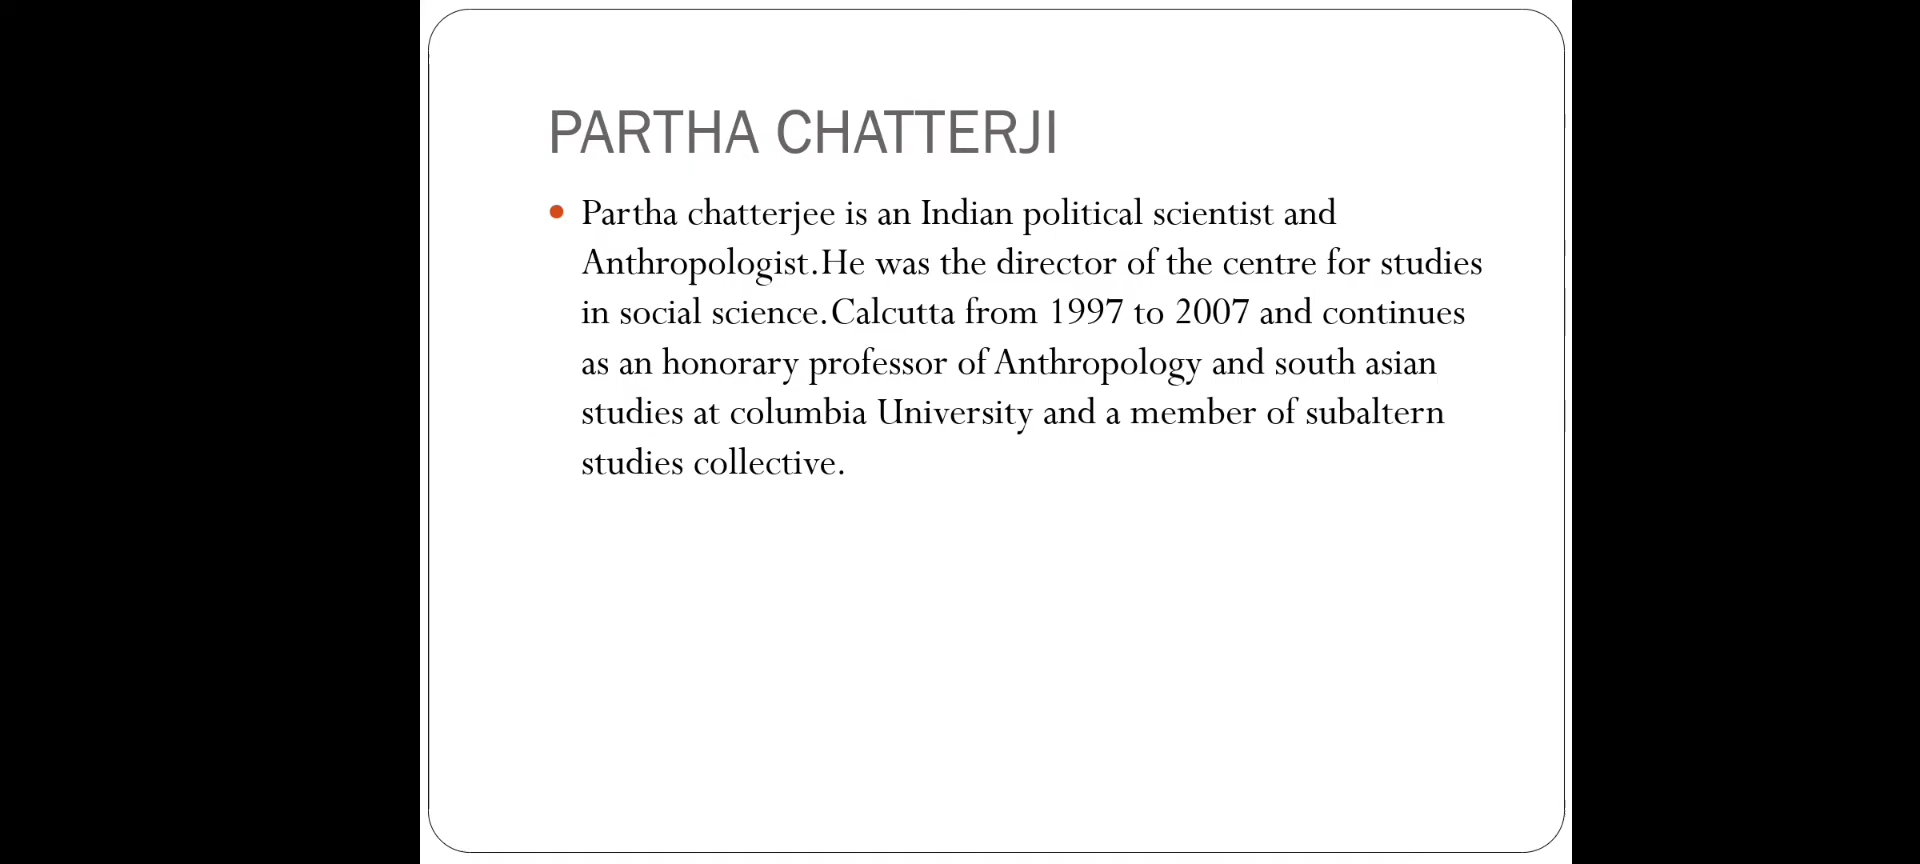 PARTHA CHATTERJI
• Partha chatterjee is an Indian political scientist and
Anthropologist.He was the director of the centre for studies
in social science.Calcutta from 1997 to 2007 and continues
as an honorary professor of Anthropology and south asian
studies at columbia University and a member of subaltern
studies collective.